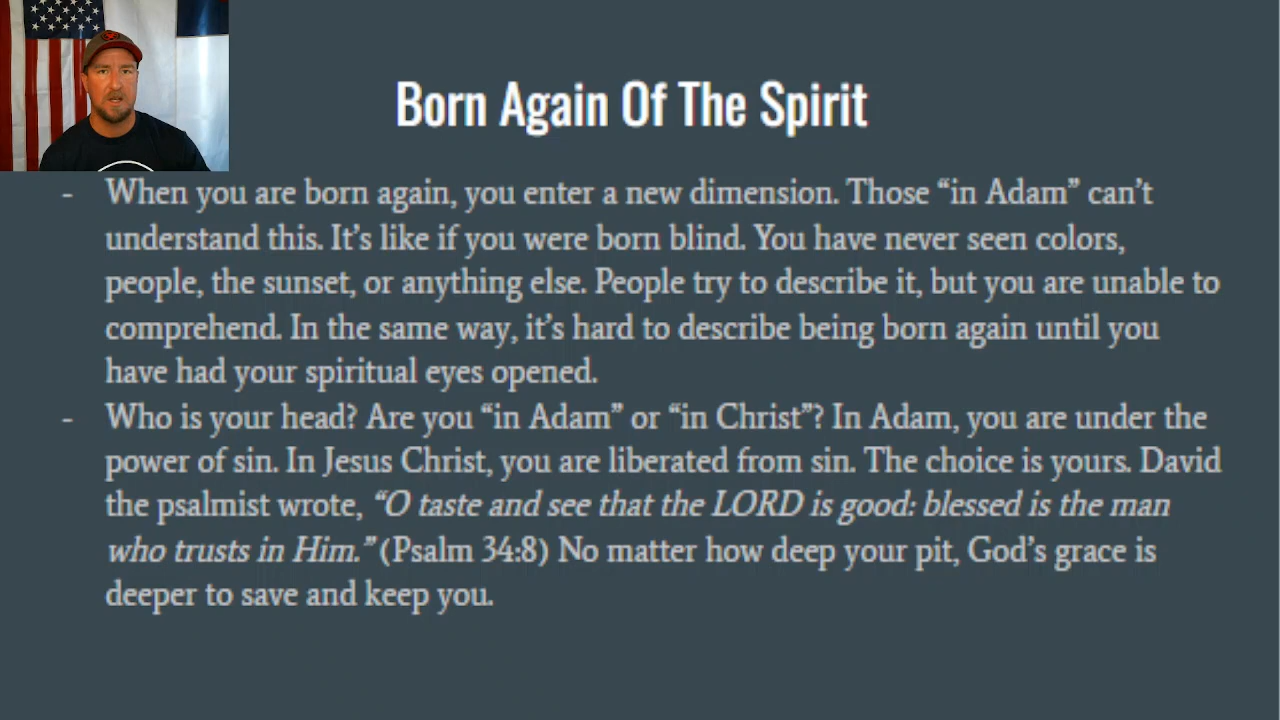 Born Again Of The Spirit
- When you are born again, you enter a new dimension. Those “in Adam” can’t
understand this. It’s like if you were born blind. You have never seen colors,
people, the sunset, or anything else. People try to describe it, but you are unable to
comprehend. In the same way, it’s hard to describe being born again until you
have had your spiritual eyes opened.
- Who is your head? Are you “in Adam” or “in Christ”? In Adam, you are under the
power of sin. In Jesus Christ, you are liberated from sin. The choice is yours. David
the psalmist wrote, “O taste and see that the LORD is good: blessed is the man
who trusts in Him.” (Psalm 34:8) No matter how deep your pit, God’s grace is
deeper to save and keep you.